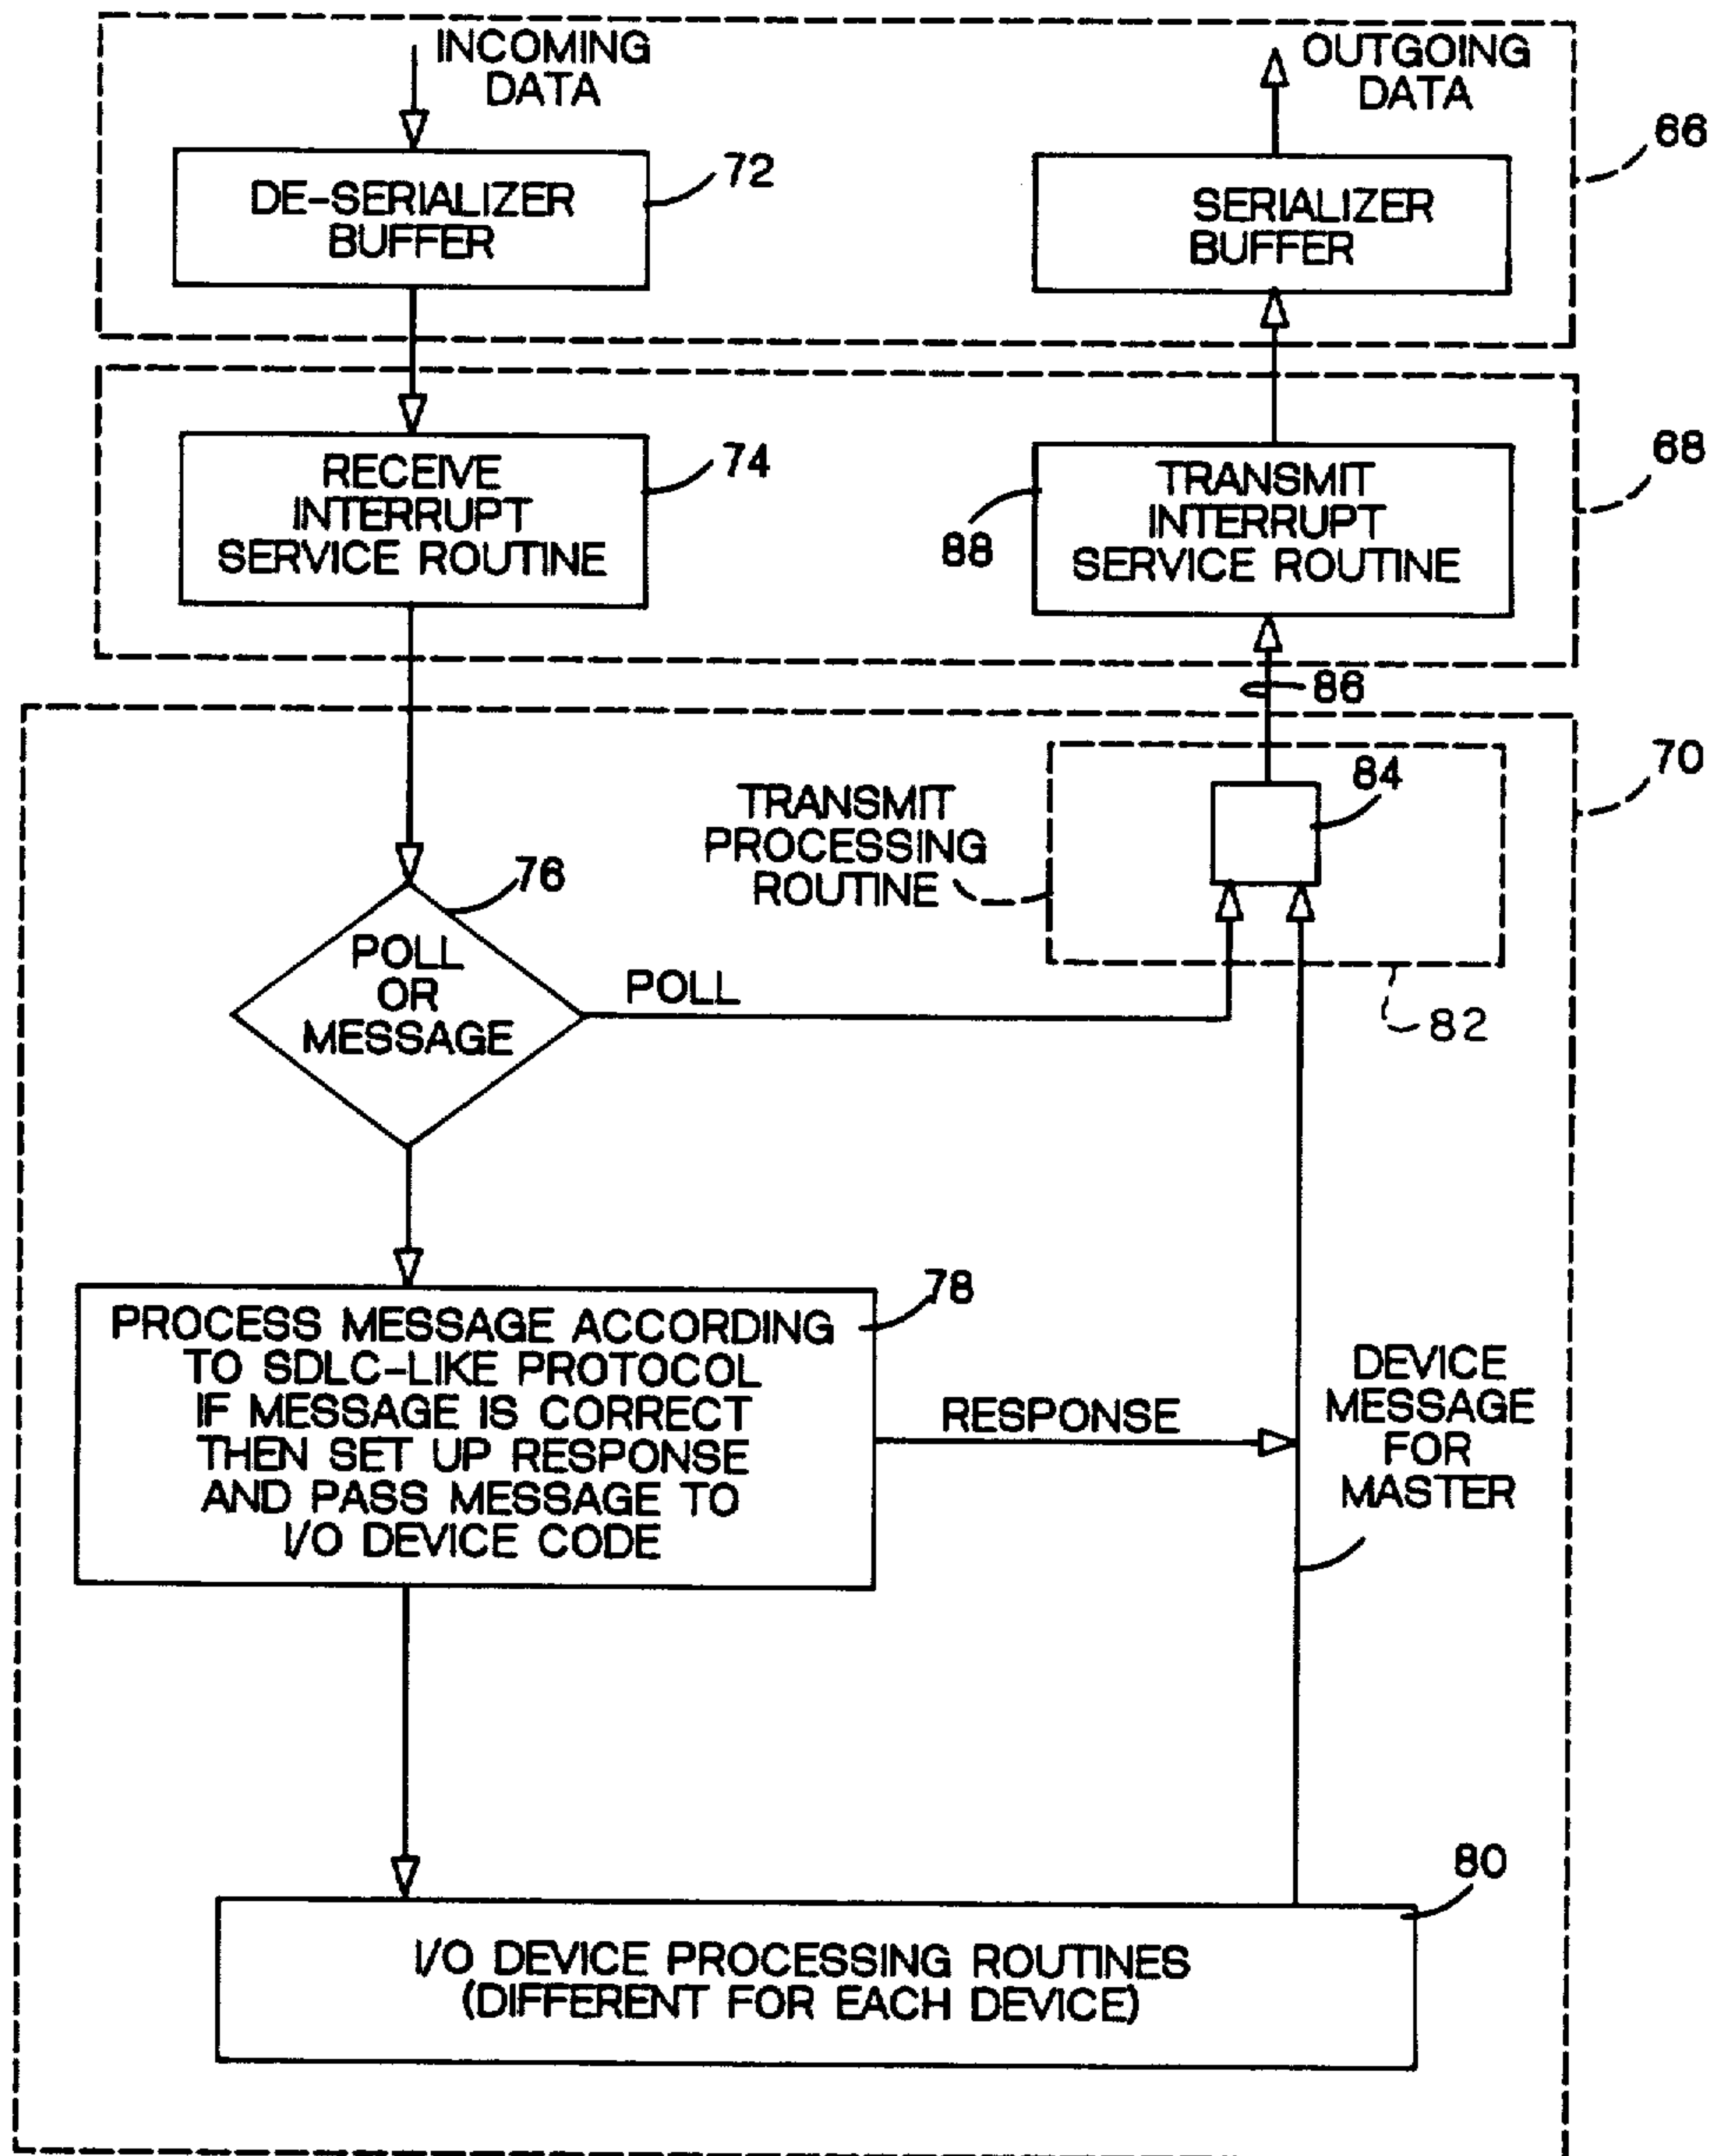 INCOMING
DATA
OUTGOING
DATA
66
DE-SERIALIZER
BUFFER
72
SERIALIZER
BUFFER
RECEIVE
INTERRUPT
SERVICE ROUTINE
74
88
TRANSMIT
INTERRUPT
SERVICE ROUTINE
68
86
70
TRANSMIT
PROCESSING
ROUTINE
84
82
76
POLL
OR
MESSAGE
POLL
78
PROCESS MESSAGE ACCORDING
TO SDLC-LIKE PROTOCOL
IF MESSAGE IS CORRECT
THEN SET UP RESPONSE
AND PASS MESSAGE TO
I/O DEVICE CODE
RESPONSE
DEVICE
MESSAGE
FOR
MASTER
80
I/O DEVICE PROCESSING ROUTINES
(DIFFERENT FOR EACH DEVICE)